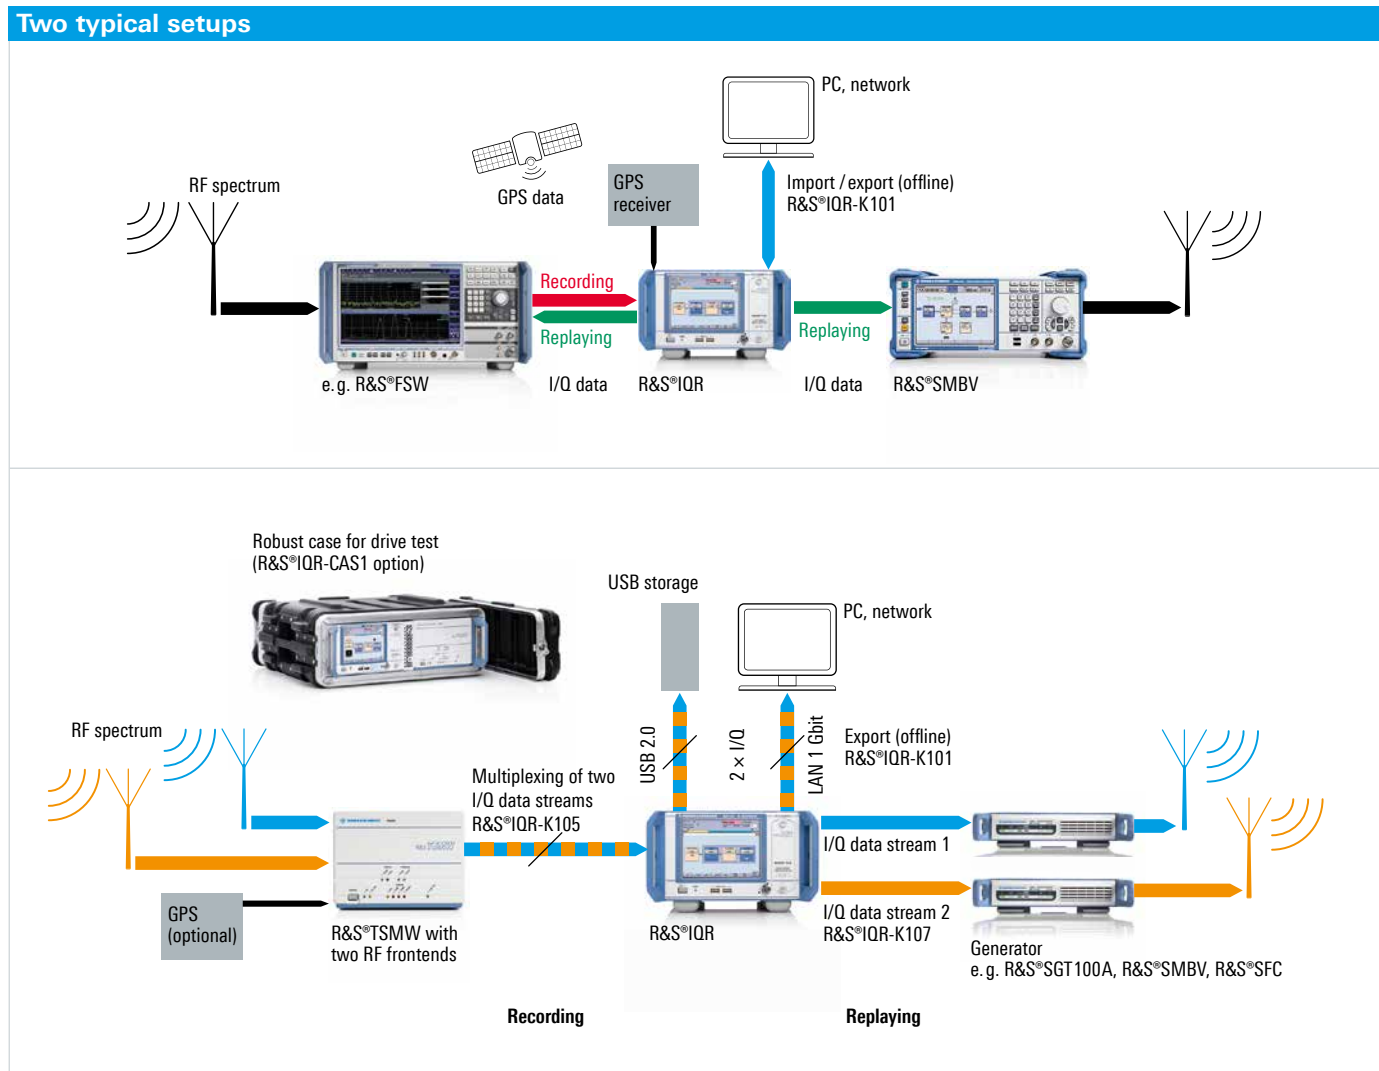 Two typical setups
PC, network
RF spectrum
GPS data
GPS
receiver
Import / export (offline)
R&S®IQR-K101
Recording
Replaying
Replaying
e. g. R&S®FSW
I/Q data
R&S®IQR
I/Q data
R&S®SMBV
Robust case for drive test
(R&S®IQR-CAS1 option)
USB storage
PC, network
RF spectrum
USB 2.0
2 × I/Q
LAN 1 Gbit
Export (offline)
R&S®IQR-K101
Multiplexing of two
I/Q data streams
R&S®IQR-K105
I/Q data stream 1
GPS
(optional)
R&S®TSMW with
two RF frontends
R&S®IQR
I/Q data stream 2
R&S®IQR-K107
Generator
e. g. R&S®SGT100A, R&S®SMBV, R&S®SFC
Recording
Replaying